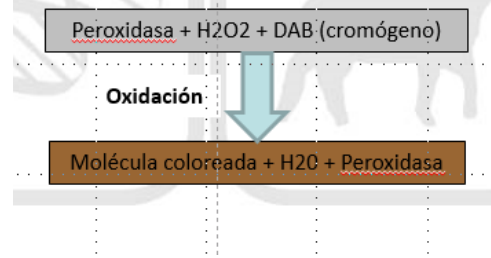 Peroxidasa + H2O2 + DAB (cromógeno)
Oxidación
Molécula coloreada + H20 + Peroxidasa